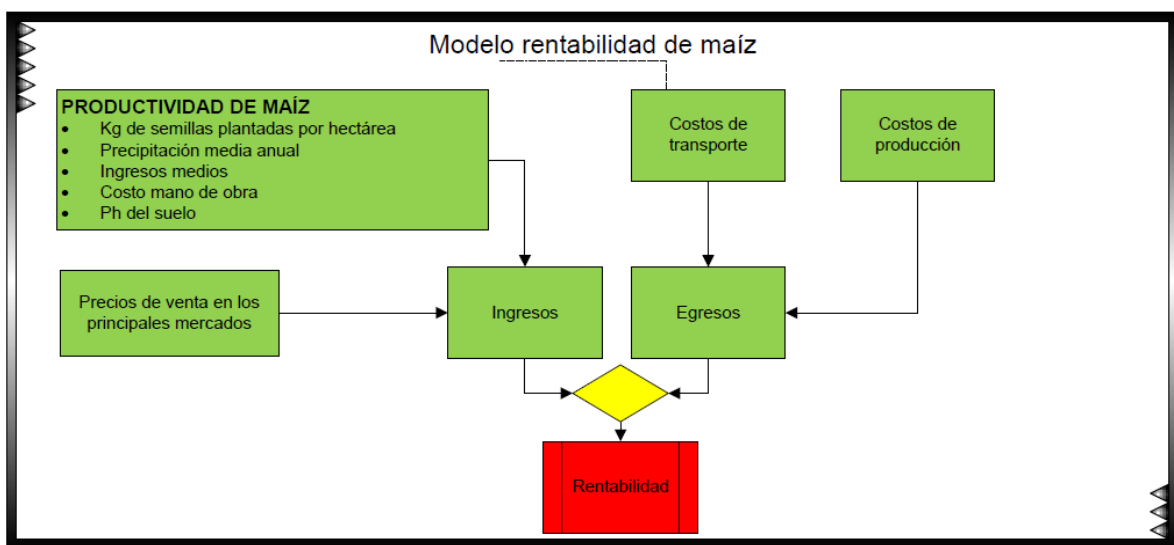 Modelo rentabilidad de maíz
PRODUCTIVIDAD DE MAÍZ
• Kg de semillas plantadas por hectárea
• Precipitación media anual
• Ingresos medios
• Costo mano de obra
• Ph del suelo
Costos de
transporte
Costos de
producción
Precios de venta en los
principales mercados
Ingresos
Egresos
Rentabilidad